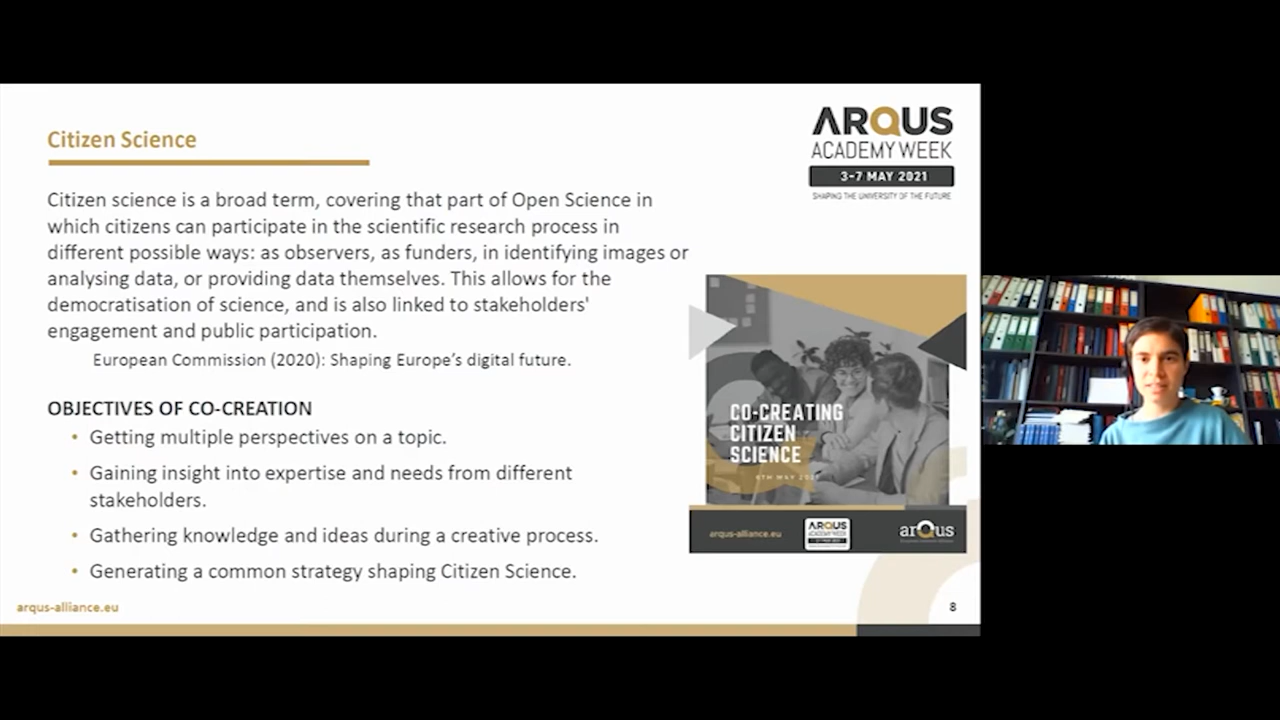 Citizen Science
ARQUS
ACADEMY WEEK
3-7 MAY 2021
SHAPING THE UNIVERSITY OF THE FUTURE
Citizen science is a broad term, covering that part of Open Science in
which citizens can participate in the scientific research process in
different possible ways: as observers, as funders, in identifying images or
analysing data, or providing data themselves. This allows for the
democratisation of science, and is also linked to stakeholders'
engagement and public participation.
European Commission (2020): Shaping Europe's digital future.
OBJECTIVES OF CO-CREATION
• Getting multiple perspectives on a topic.
• Gaining insight into expertise and needs from different
stakeholders.
• Gathering knowledge and ideas during a creative process.
• Generating a common strategy shaping Citizen Science.
CO-CREATING
CITIZEN
SCIENCE
arqus-alliance.eu
ARQUS
ACADEMY WEEK
arQus
arqus-alliance.eu
8